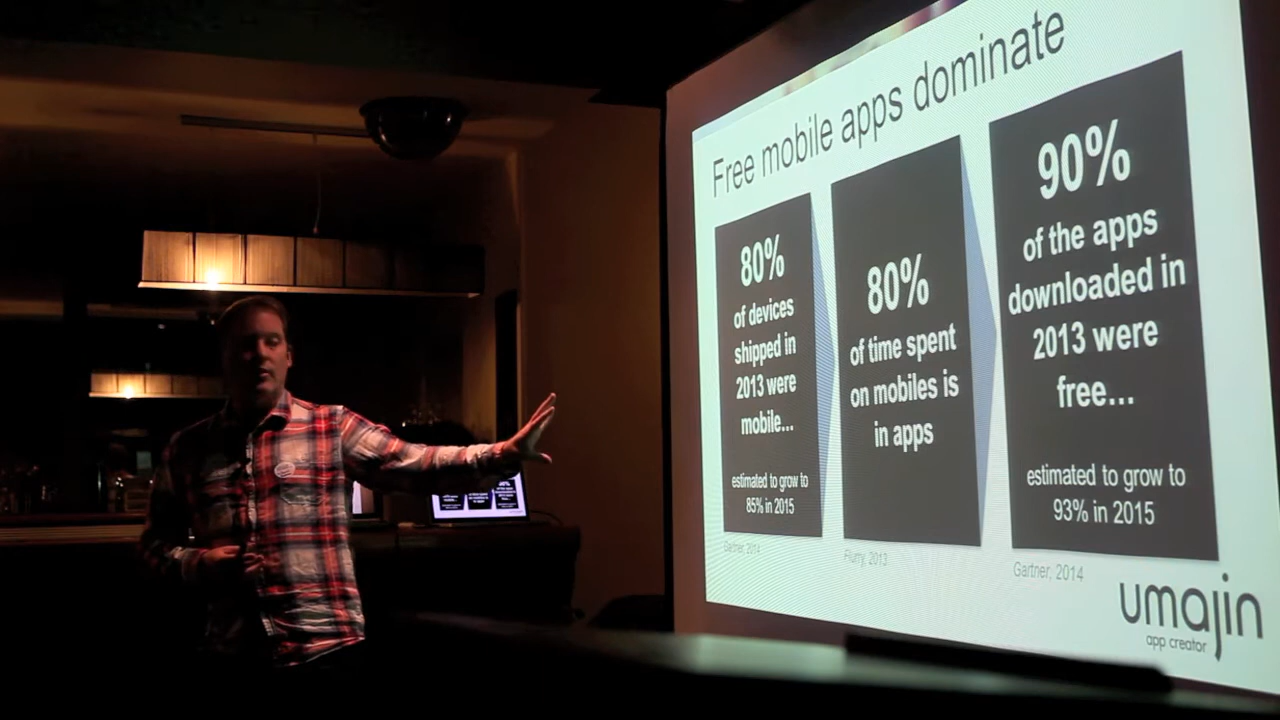 Free mobile apps dominate
80%
of devices
shipped in
2013 were
mobile...
estimated to grow to
85% in 2015
Gartner, 2014
80%
of time spent
on mobiles is
in apps
Flurry, 2013
90%
of the apps
downloaded in
2013 were
free...
estimated to grow to
93% in 2015
Gartner, 2014
umajin
app creator